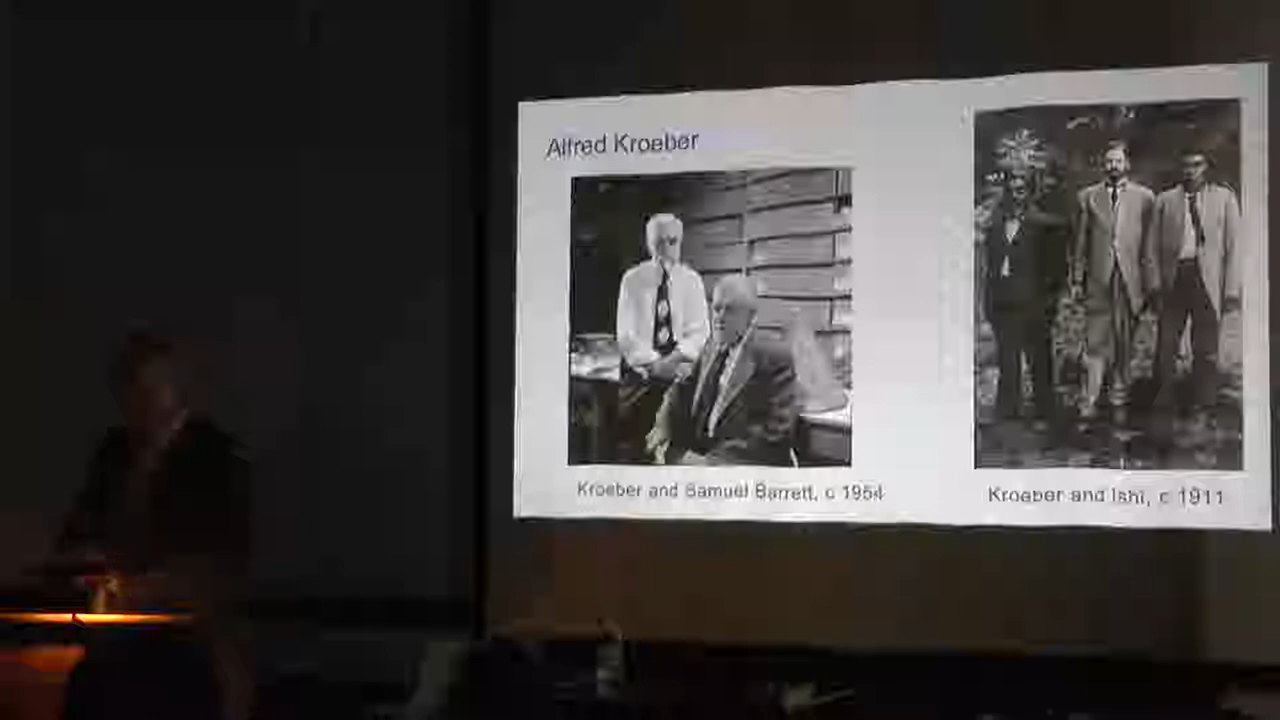 Alfred Kroeber
Kroeber and Samuel Barrett, c 1954
Kroeber and Ishi, c 1911